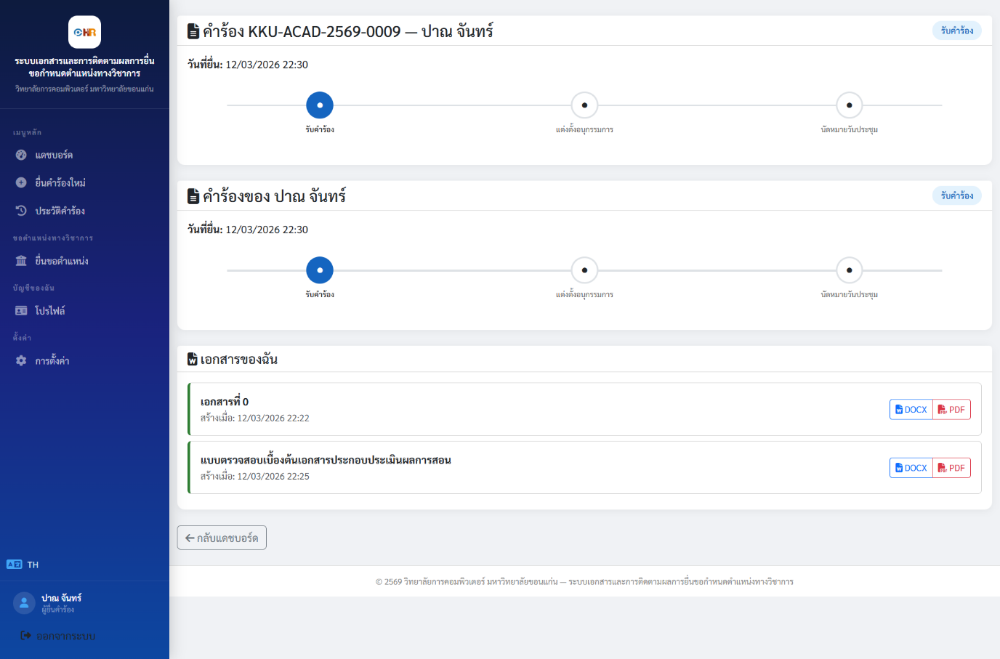 HR
ระบบเอกสารและการติดตามผลการยื่น
ขอกำหนดตำแหน่งทางวิชาการ
วิทยาลัยการคอมพิวเตอร์ มหาวิทยาลัยขอนแก่น
เมนูหลัก
แดชบอร์ด
ยื่นคำร้องใหม่
ประวัติคำร้อง
ขอตำแหน่งทางวิชาการ
ยื่นขอตำแหน่ง
บัญชีของฉัน
โปรไฟล์
ตั้งค่า
การตั้งค่า
TH
ปาณ จันทร์
ผู้ยื่นคำร้อง
ออกจากระบบ
คำร้อง KKU-ACAD-2569-0009 — ปาณ จันทร์
รับคำร้อง
วันที่ยื่น: 12/03/2026 22:30
รับคำร้อง
แต่งตั้งอนุกรรมการ
นัดหมายวันประชุม
คำร้องของ ปาณ จันทร์
รับคำร้อง
วันที่ยื่น: 12/03/2026 22:30
รับคำร้อง
แต่งตั้งอนุกรรมการ
นัดหมายวันประชุม
เอกสารของฉัน
เอกสารที่ 0
สร้างเมื่อ: 12/03/2026 22:22
DOCX PDF
แบบตรวจสอบเบื้องต้นเอกสารประกอบประเมินผลการสอน
สร้างเมื่อ: 12/03/2026 22:25
DOCX PDF
กลับแดชบอร์ด
© 2569 วิทยาลัยการคอมพิวเตอร์ มหาวิทยาลัยขอนแก่น — ระบบเอกสารและการติดตามผลการยื่นขอกำหนดตำแหน่งทางวิชาการ